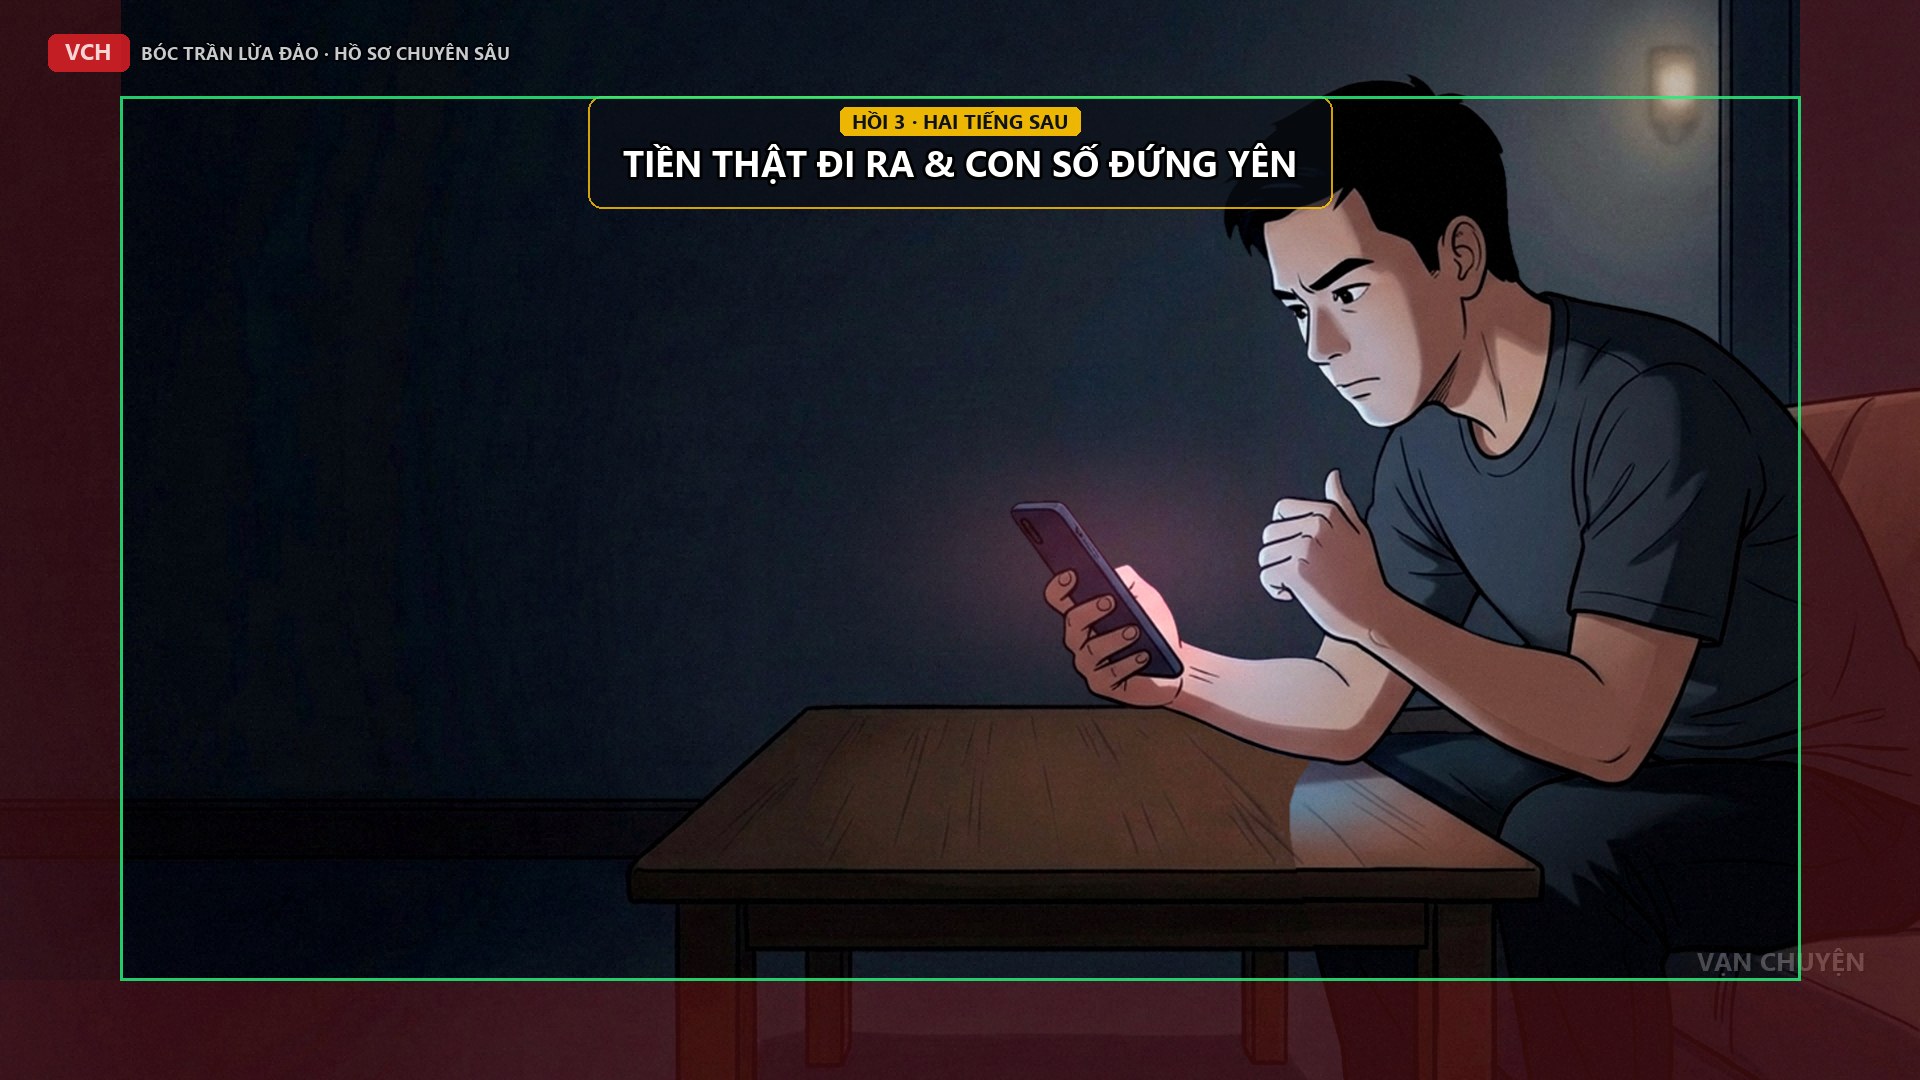 VCH BÓC TRẦN LỪA ĐẢO · HỒ SƠ CHUYÊN SÂU
HỒI 3 · HAI TIẾNG SAU
TIỀN THẬT ĐI RA & CON SỐ ĐỨNG YÊN
VẠN CHUYỆN